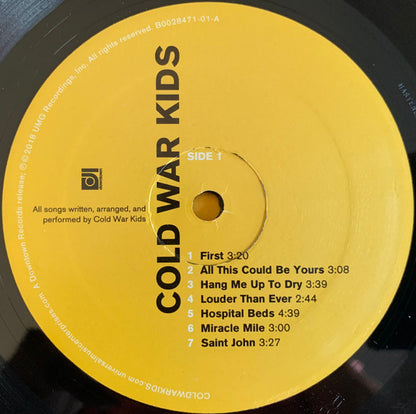 COLD WAR KIDS
SIDE 1
All songs written, arranged, and
performed by Cold War Kids
1 First 3:20
2 All This Could Be Yours 3:08
3 Hang Me Up To Dry 3:39
4 Louder Than Ever 2:44
5 Hospital Beds 4:39
6 Miracle Mile 3:00
7 Saint John 3:27
COLDWARKIDS.com.universalmusicenterprises.com. A Downtown Records release; ℗©2018 UMG Recordings, Inc. All rights reserved. B0028471-01-A